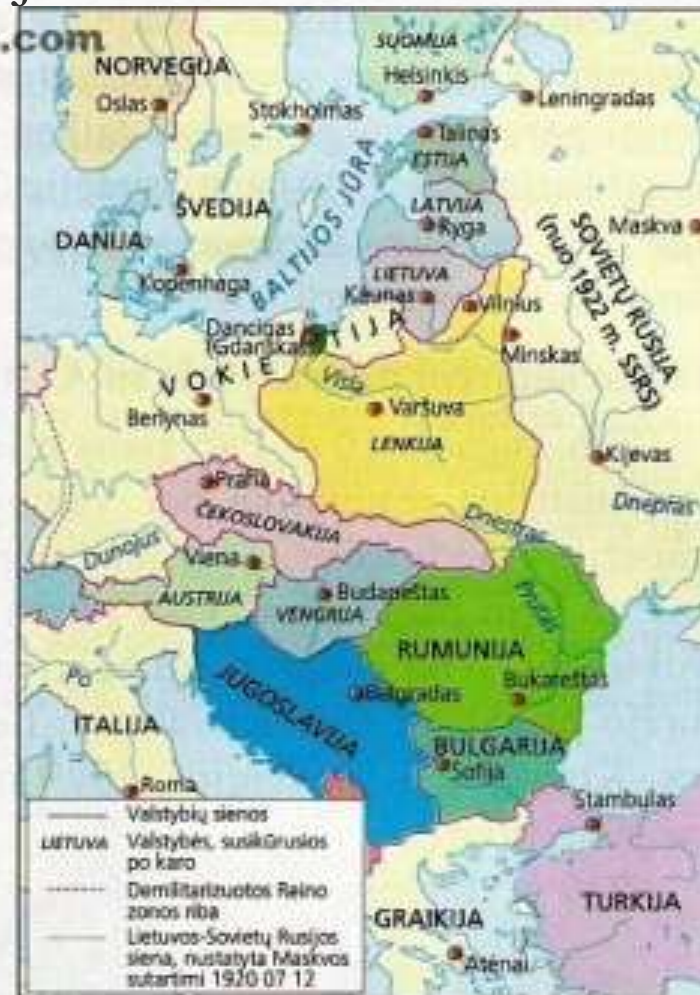 .com
SUOMIJA
NORVEGIJA
Helsinkis
Oslas
Stokholmas
Leningradas
Talinas
ESTIJA
BALTIJOS JŪRA
ŠVEDIJA
LATVIJA
Ryga
Maskva
SOVIETŲ RUSIJA
(nuo 1922 m. SSRS)
DANIJA
Kopenhaga
LIETUVA
Kaunas
Vilnius
Dancigas
(Gdanskas)
Minskas
VOKIETIJA
Visla
Berlynas
Varšuva
LENKIJA
Kijevas
Praha
Dnepras
ČEKOSLOVAKIJA
Dnestras
Dunojus
Viena
AUSTRIJA
Budapeštas
VENGRIJA
Prutas
RUMUNIJA
Po
JUGOSLAVIJA
Belgradas
Bukareštas
ITALIJA
BULGARIJA
Sofija
Roma
Stambulas
Valstybių sienos
LIETUVA Valstybės, susikūrusios
po karo
Demilitarizuotos Reino
zonos riba
Lietuvos-Sovietų Rusijos
siena, nustatyta Maskvos
sutartimi 1920 07 12
GRAIKIJA
TURKIJA
Atėnai